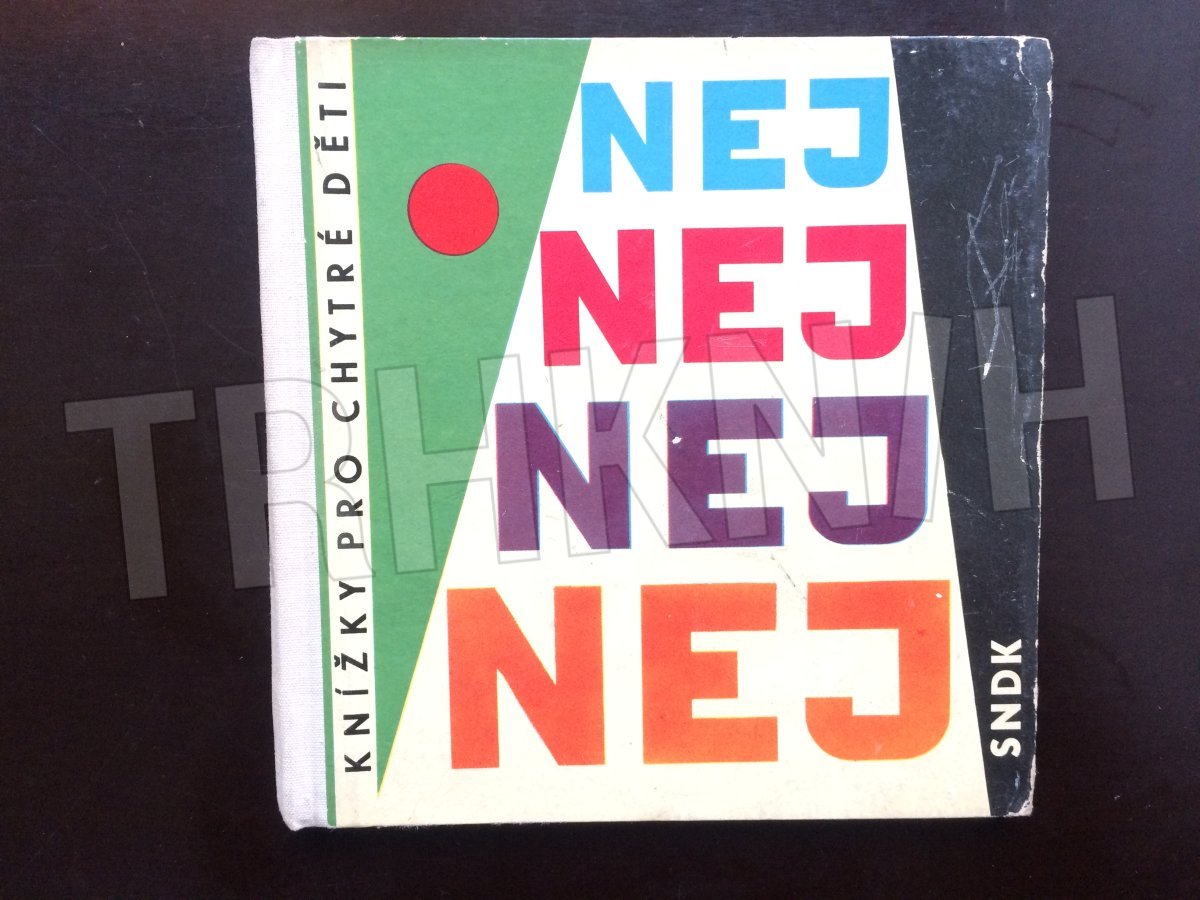 KNÍŽKY PRO CHYTRÉ DĚTI
NEJ
NEJ
NEJ
NEJ
SNDK
TRHKNIH